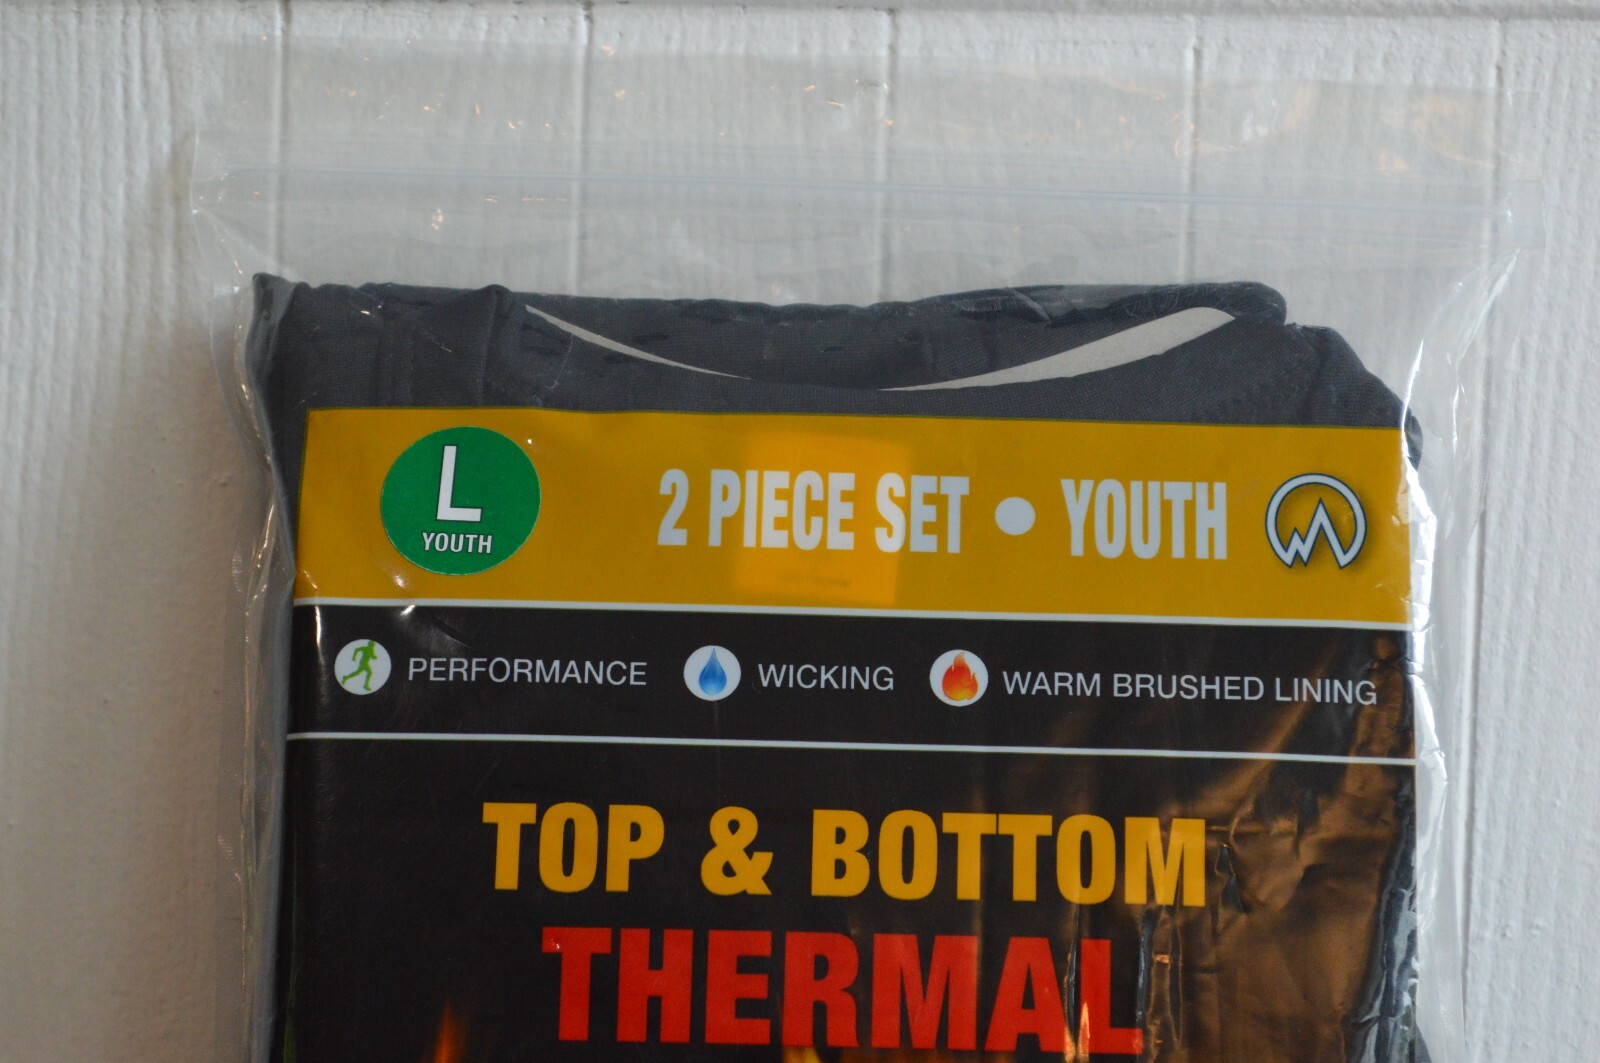 L
YOUTH
2 PIECE SET • YOUTH
PERFORMANCE
WICKING
WARM BRUSHED LINING
TOP & BOTTOM
THERMAL